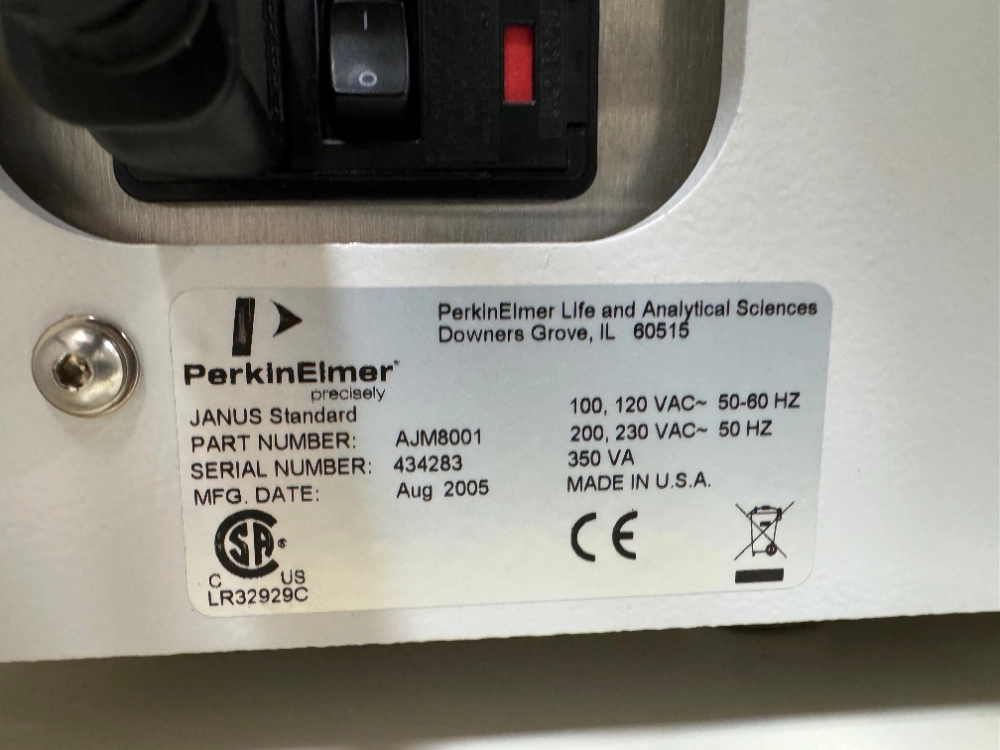 PerkinElmer Life and Analytical Sciences
Downers Grove, IL 60515
PerkinElmer®
precisely
JANUS Standard
PART NUMBER: AJM8001
SERIAL NUMBER: 434283
MFG. DATE: Aug 2005
100, 120 VAC~ 50-60 HZ
200, 230 VAC~ 50 HZ
350 VA
MADE IN U.S.A.
SA ®
C US
LR32929C
CE